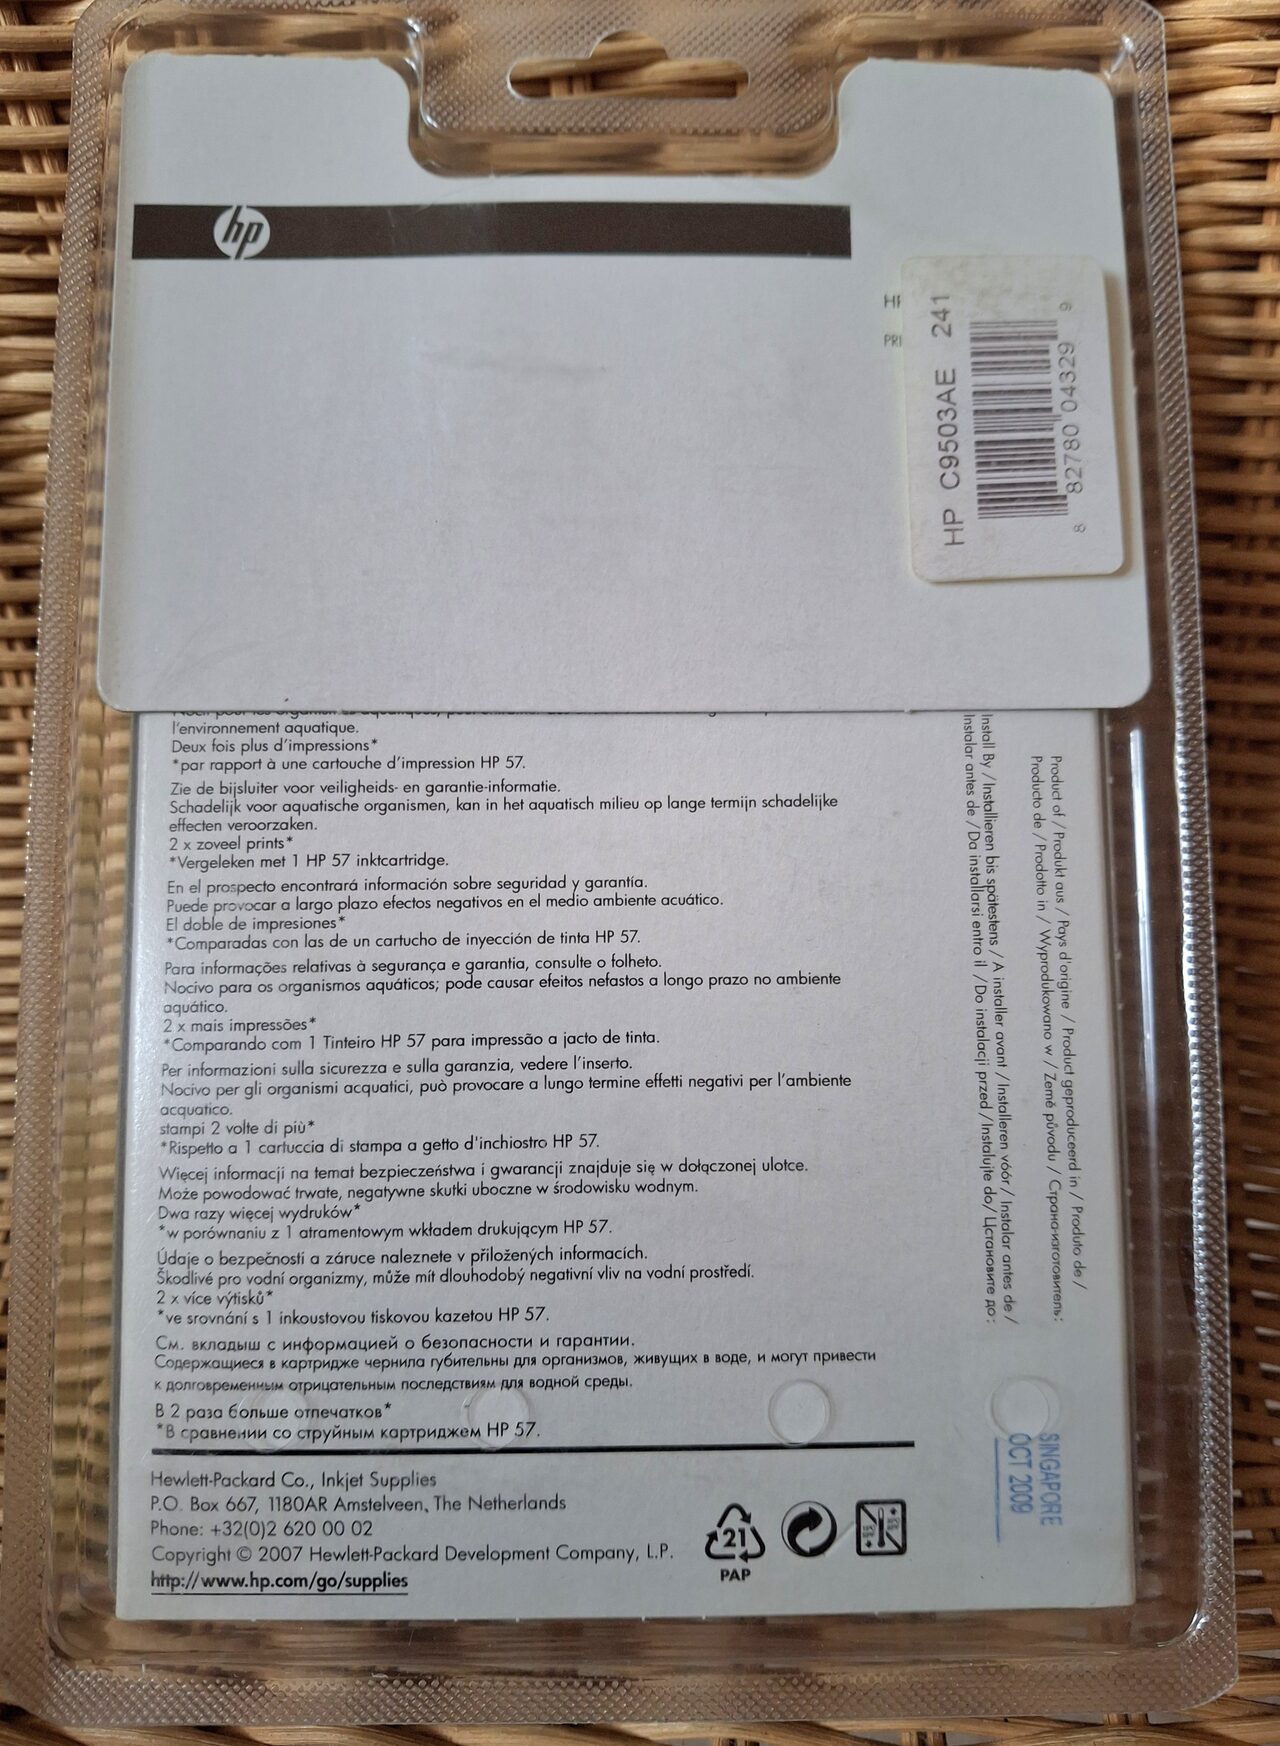 hp
HP C9503AE 241
8 82780 04329 9
l'environnement aquatique.
Deux fois plus d'impressions*
*par rapport à une cartouche d'impression HP 57.
Zie de bijsluiter voor veiligheids- en garantie-informatie.
Schadelijk voor aquatische organismen, kan in het aquatisch milieu op lange termijn schadelijke
effecten veroorzaken.
2 x zoveel prints*
*Vergeleken met 1 HP 57 inktcartridge.
En el prospecto encontrará información sobre seguridad y garantía.
Puede provocar a largo plazo efectos negativos en el medio ambiente acuático.
El doble de impresiones*
*Comparadas con las de un cartucho de inyección de tinta HP 57.
Para informações relativas à segurança e garantia, consulte o folheto.
Nocivo para os organismos aquáticos; pode causar efeitos nefastos a longo prazo no ambiente
aquático.
2 x mais impressões*
*Comparando com 1 Tinteiro HP 57 para impressão a jacto de tinta.
Per informazioni sulla sicurezza e sulla garanzia, vedere l'inserto.
Nocivo per gli organismi acquatici, può provocare a lungo termine effetti negativi per l'ambiente
acquatico.
stampi 2 volte di più*
*Rispetto a 1 cartuccia di stampa a getto d'inchiostro HP 57.
Więcej informacji na temat bezpieczeństwa i gwarancji znajduje się w dołączonej ulotce.
Może powodować trwałe, negatywne skutki uboczne w środowisku wodnym.
Dwa razy więcej wydruków*
*w porównaniu z 1 atramentowym wkładem drukującym HP 57.
Údaje o bezpečnosti a záruce naleznete v přiložených informacích.
Škodlivé pro vodní organizmy, může mít dlouhodobý negativní vliv na vodní prostředí.
2 x více výtisků*
*ve srovnání s 1 inkoustovou tiskovou kazetou HP 57.
См. вкладыш с информацией о безопасности и гарантии.
Содержащиеся в картридже чернила губительны для организмов, живущих в воде, и могут привести
к долговременным отрицательным последствиям для водной среды.
В 2 раза больше отпечатков*
*В сравнении со струйным картриджем HP 57.
Hewlett-Packard Co., Inkjet Supplies
P.O. Box 667, 1180AR Amstelveen, The Netherlands
Phone: +32(0)2 620 00 02
Copyright © 2007 Hewlett-Packard Development Company, L.P.
http://www.hp.com/go/supplies
21
PAP
Product of / Produkt aus / Pays d'origine / Product geproduceerd in / Produto de /
Producto de / Prodotto in / Wyprodukowano w / Země původu / Страна-изготовитель:
Install By / Installieren bis spätestens / A installer avant / Installeren vóór / Instalar antes de /
Instalar antes de / Da installarsi entro il / Do instalacji przed / Instalujte do / Установите до:
SINGAPORE
OCT 2009